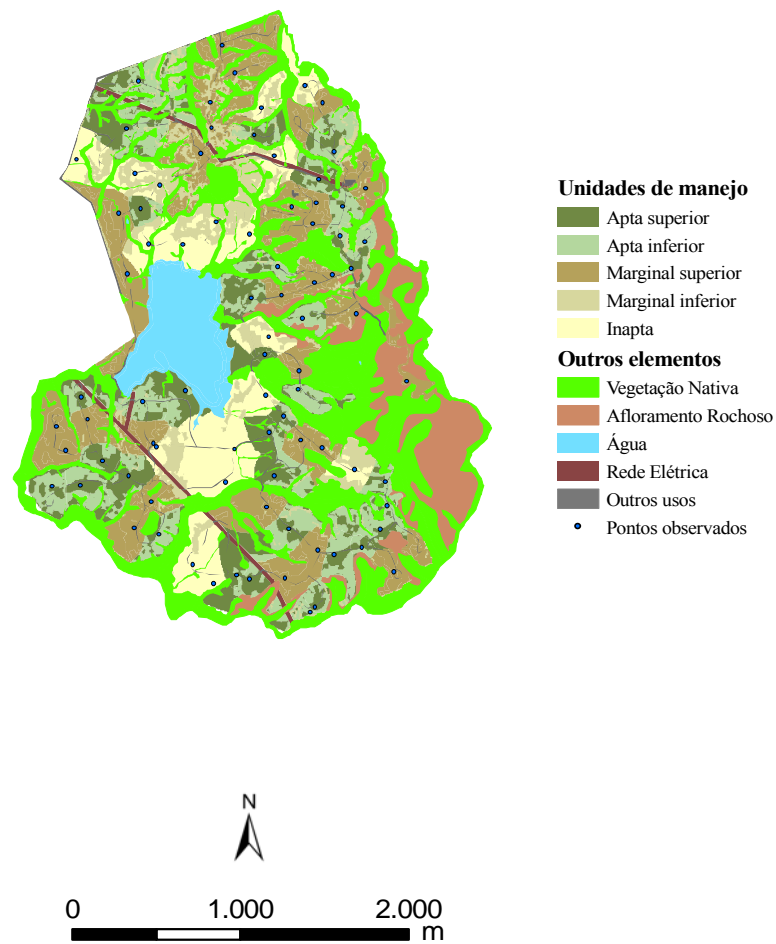 Unidades de manejo
Apta superior
Apta inferior
Marginal superior
Marginal inferior
Inapta
Outros elementos
Vegetação Nativa
Afloramento Rochoso
Água
Rede Elétrica
Outros usos
Pontos observados
N
0 1.000 2.000
m